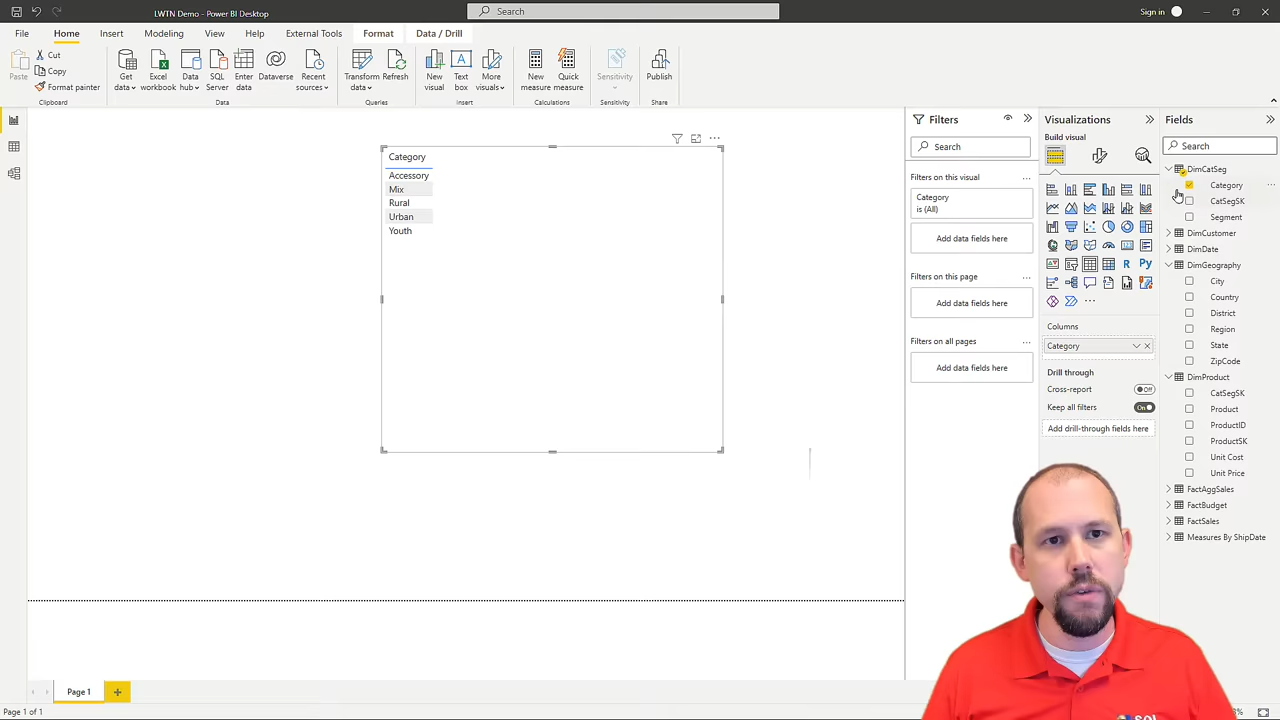 LWTN Demo - Power BI Desktop
Search
Sign in
File
Home
Insert
Modeling
View
Help
External Tools
Format
Data / Drill
Paste
Cut
Copy
Format painter
Get data
Excel workbook
Data hub
SQL Server
Enter data
Dataverse
Recent sources
Transform data
Refresh
New visual
Text box
More visuals
New measure
Quick measure
Sensitivity
Publish
Clipboard
Data
Queries
Insert
Calculations
Sensitivity
Share
Category
Accessory
Mix
Rural
Urban
Youth
Filters
Search
Filters on this visual
Category
is (All)
Add data fields here
Filters on this page
Add data fields here
Filters on all pages
Add data fields here
Visualizations
Build visual
R
Py
Columns
Category
Drill through
Cross-report
Off
Keep all filters
On
Add drill-through fields here
Fields
Search
DimCatSeg
Category
CatSegSK
Segment
DimCustomer
DimDate
DimGeography
City
Country
District
Region
State
ZipCode
DimProduct
CatSegSK
Product
ProductID
ProductSK
Unit Cost
Unit Price
FactAggSales
FactBudget
FactSales
Measures By ShipDate
Page 1
Page 1 of 1